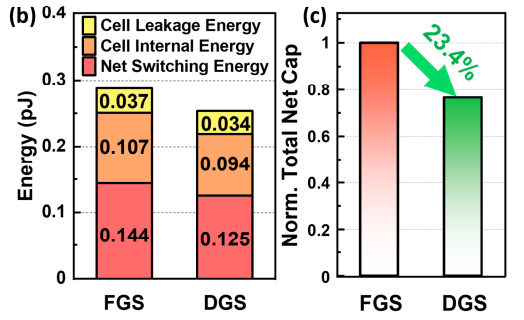 (b)
Energy (pJ)
0.4
0.3
0.2
0.1
0
Cell Leakage Energy
Cell Internal Energy
Net Switching Energy
0.037
0.107
0.144
0.034
0.094
0.125
FGS
DGS
(c)
Norm. Total Net Cap
1
0.8
0.6
0.4
0.2
0
23.4%
FGS
DGS